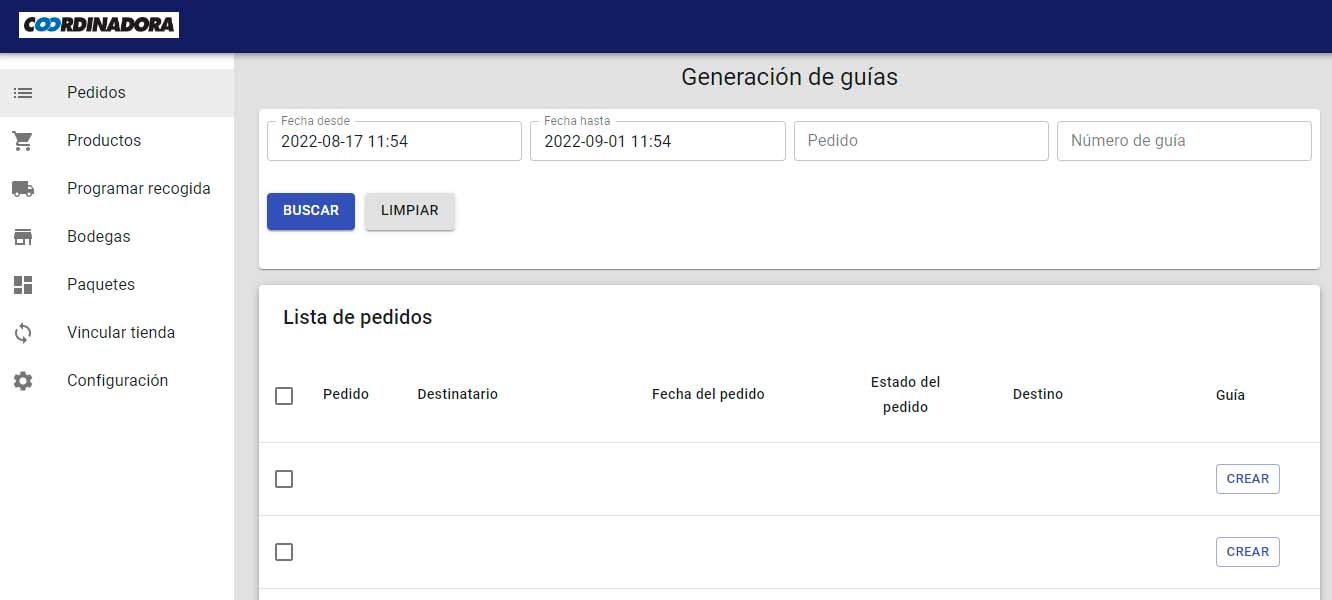 COORDINADORA
Pedidos
Productos
Programar recogida
Bodegas
Paquetes
Vincular tienda
Configuración
Generación de guías
Fecha desde
2022-08-17 11:54
Fecha hasta
2022-09-01 11:54
Pedido
Número de guía
BUSCAR
LIMPIAR
Lista de pedidos
Pedido
Destinatario
Fecha del pedido
Estado del
pedido
Destino
Guía
CREAR
CREAR